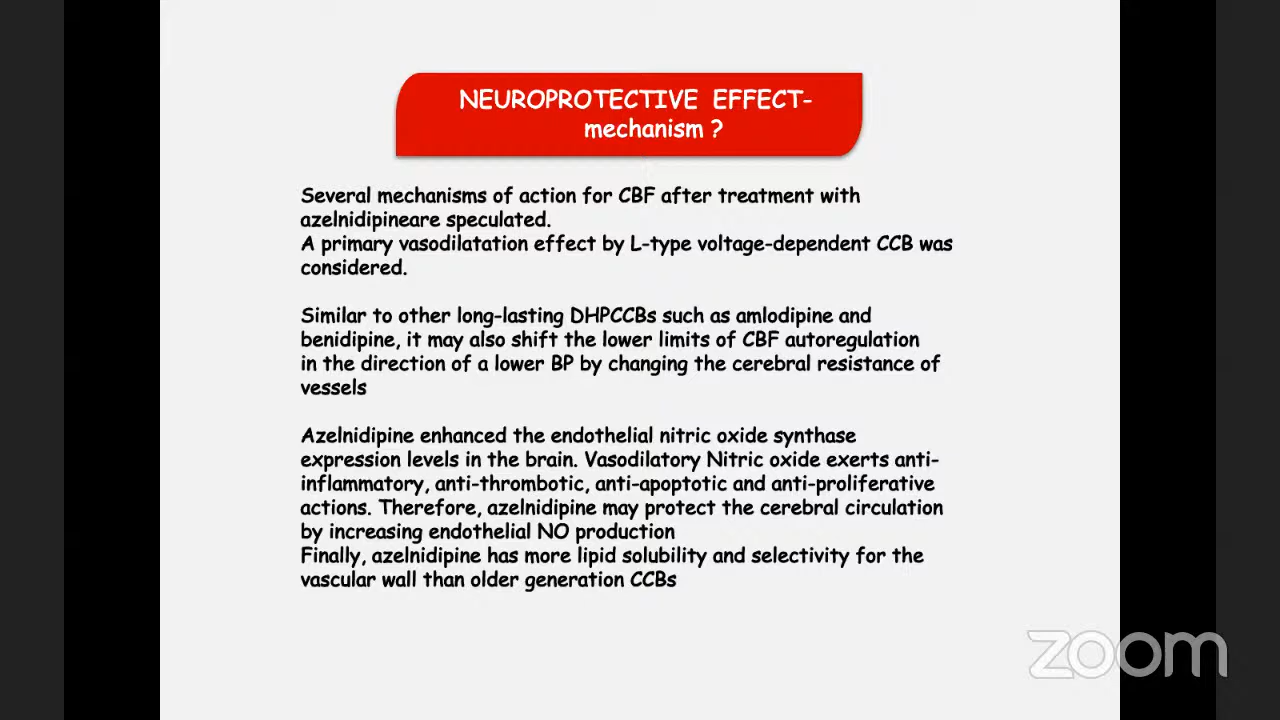 NEUROPROTECTIVE EFFECT-
mechanism ?
Several mechanisms of action for CBF after treatment with
azelnidipineare speculated.
A primary vasodilatation effect by L-type voltage-dependent CCB was
considered.
Similar to other long-lasting DHPCCBs such as amlodipine and
benidipine, it may also shift the lower limits of CBF autoregulation
in the direction of a lower BP by changing the cerebral resistance of
vessels
Azelnidipine enhanced the endothelial nitric oxide synthase
expression levels in the brain. Vasodilatory Nitric oxide exerts anti-
inflammatory, anti-thrombotic, anti-apoptotic and anti-proliferative
actions. Therefore, azelnidipine may protect the cerebral circulation
by increasing endothelial NO production
Finally, azelnidipine has more lipid solubility and selectivity for the
vascular wall than older generation CCBs
zoom